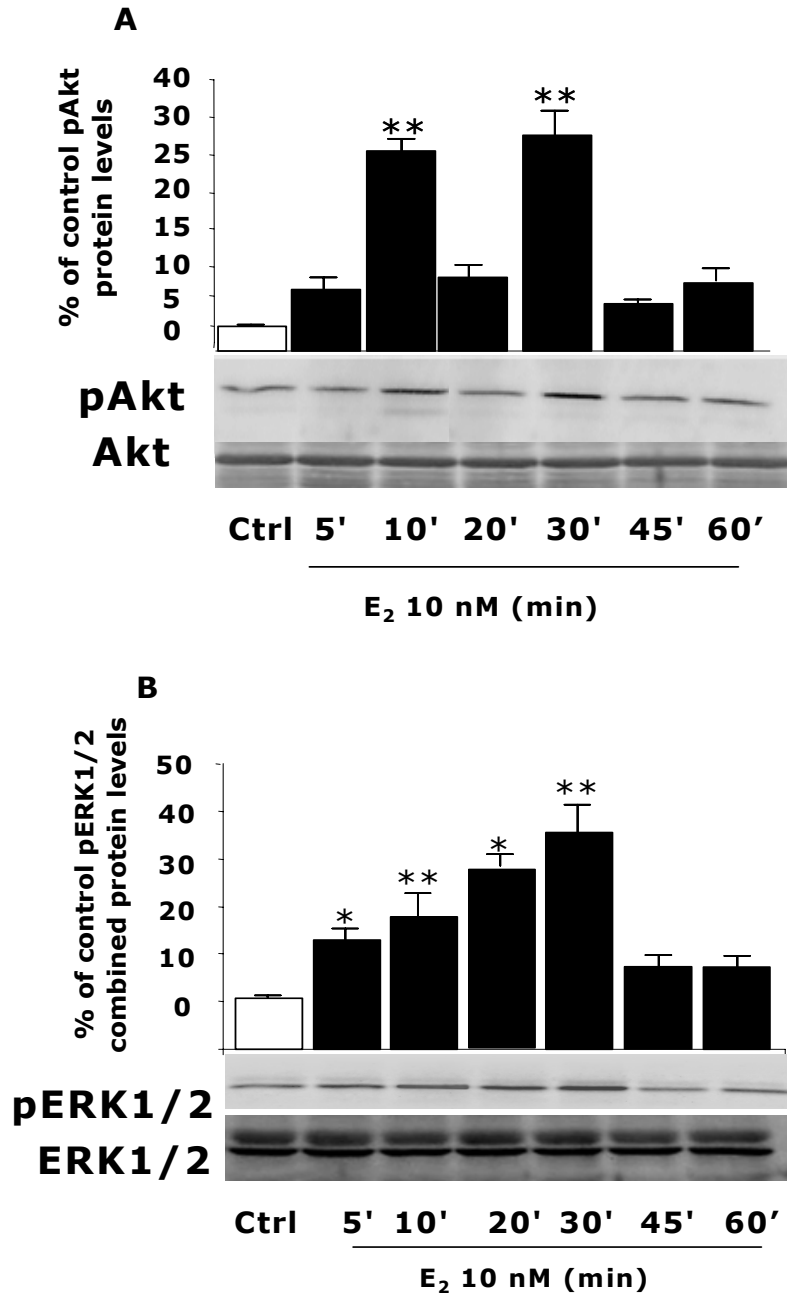 A
% of control pAkt
protein levels
40
30
25
20
15
10
5
0
**
**
pAkt
Akt
Ctrl 5' 10' 20' 30' 45' 60′
E₂ 10 nM (min)
B
% of control pERK1/2
combined protein levels
50
40
30
20
10
0
*
**
*
**
pERK1/2
ERK1/2
Ctrl 5' 10' 20' 30' 45' 60′
E₂ 10 nM (min)